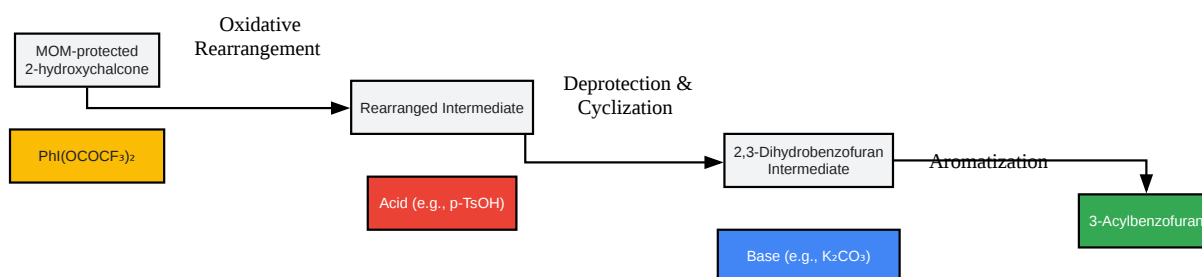 Oxidative
Rearrangement
MOM-protected
2-hydroxychalcone
Rearranged Intermediate
Deprotection &
Cyclization
PhI(OCOCF₃)₂
2,3-Dihydrobenzofuran
Intermediate
Aromatization
Acid (e.g., p-TsOH)
3-Acylbenzofuran
Base (e.g., K₂CO₃)